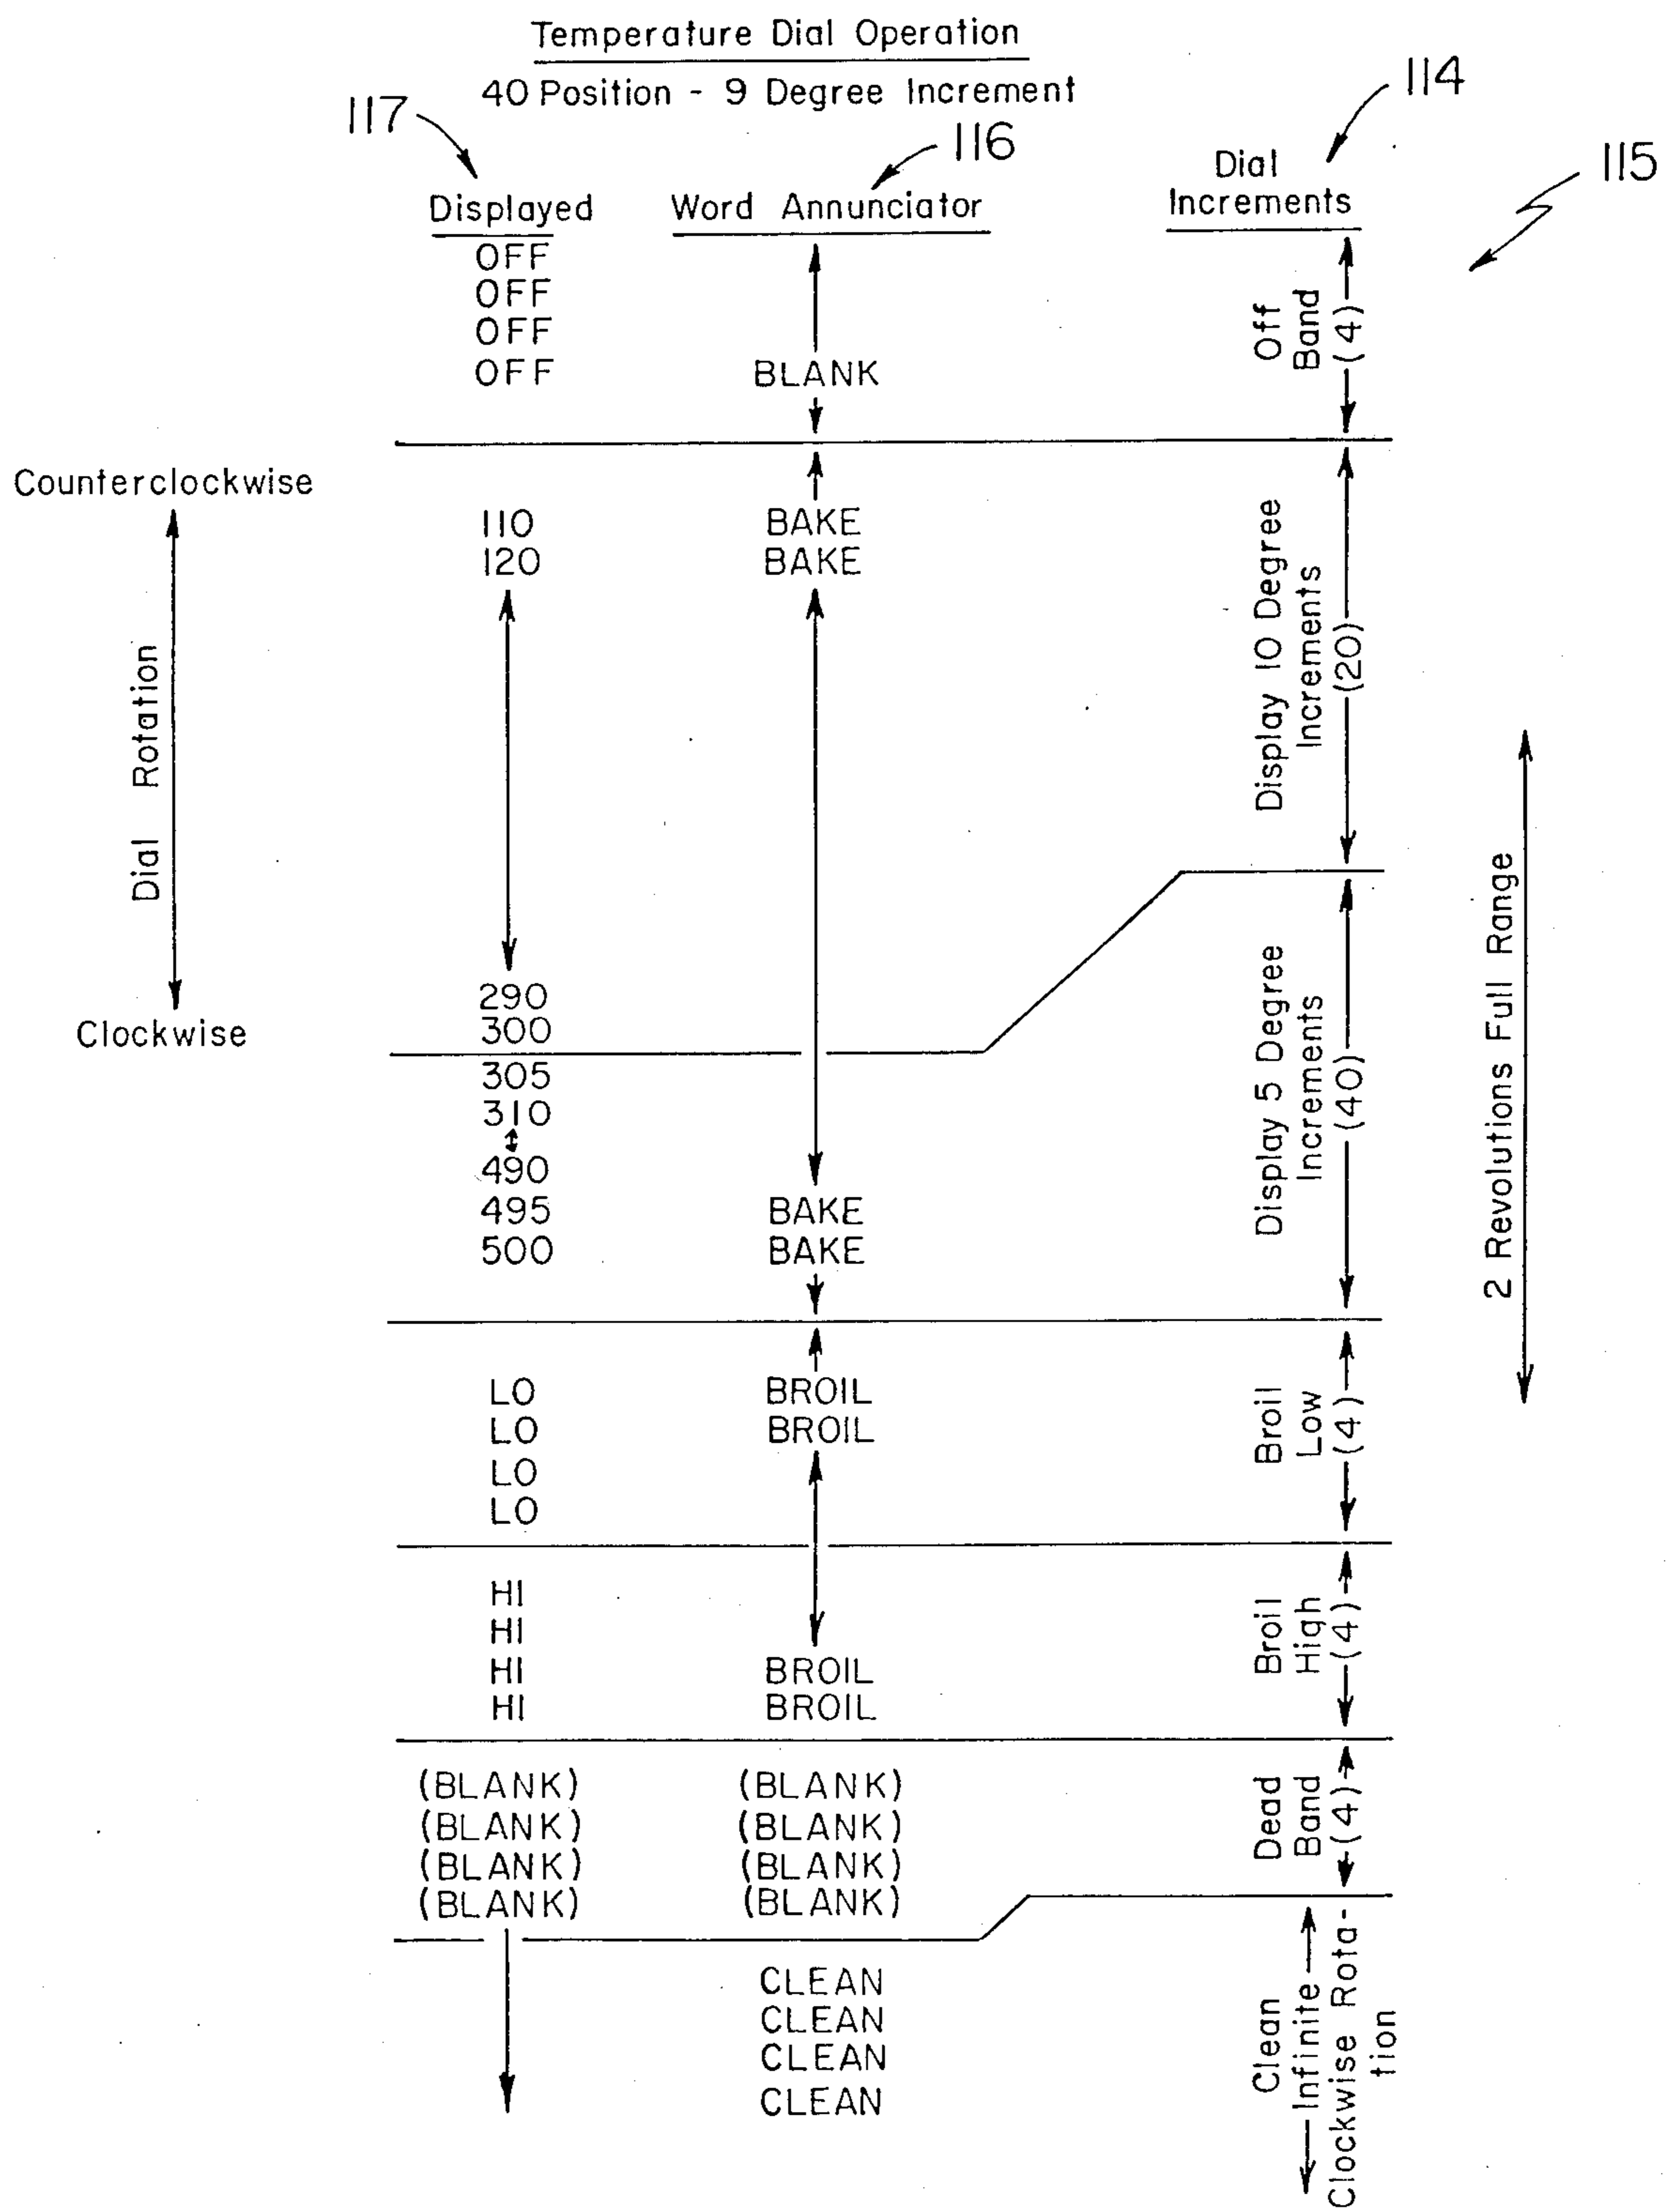 Temperature Dial Operation
40 Position - 9 Degree Increment
117
116
114
115
Displayed
Word Annunciator
Dial
Increments
OFF
OFF
OFF
OFF
BLANK
Off
Band
(4)
Counterclockwise
Dial Rotation
Clockwise
110
BAKE
120
BAKE
Display 10 Degree
Increments
(20)
290
300
305
310
490
495
BAKE
500
BAKE
Display 5 Degree
Increments
(40)
2 Revolutions Full Range
LO
BROIL
LO
BROIL
LO
LO
Broil
Low
(4)
HI
HI
HI
BROIL
HI
BROIL
Broil
High
(4)
(BLANK)
(BLANK)
(BLANK)
(BLANK)
(BLANK)
(BLANK)
(BLANK)
(BLANK)
Dead
Band
(4)
CLEAN
CLEAN
CLEAN
CLEAN
Clean
Infinite
Clockwise Rota-
tion